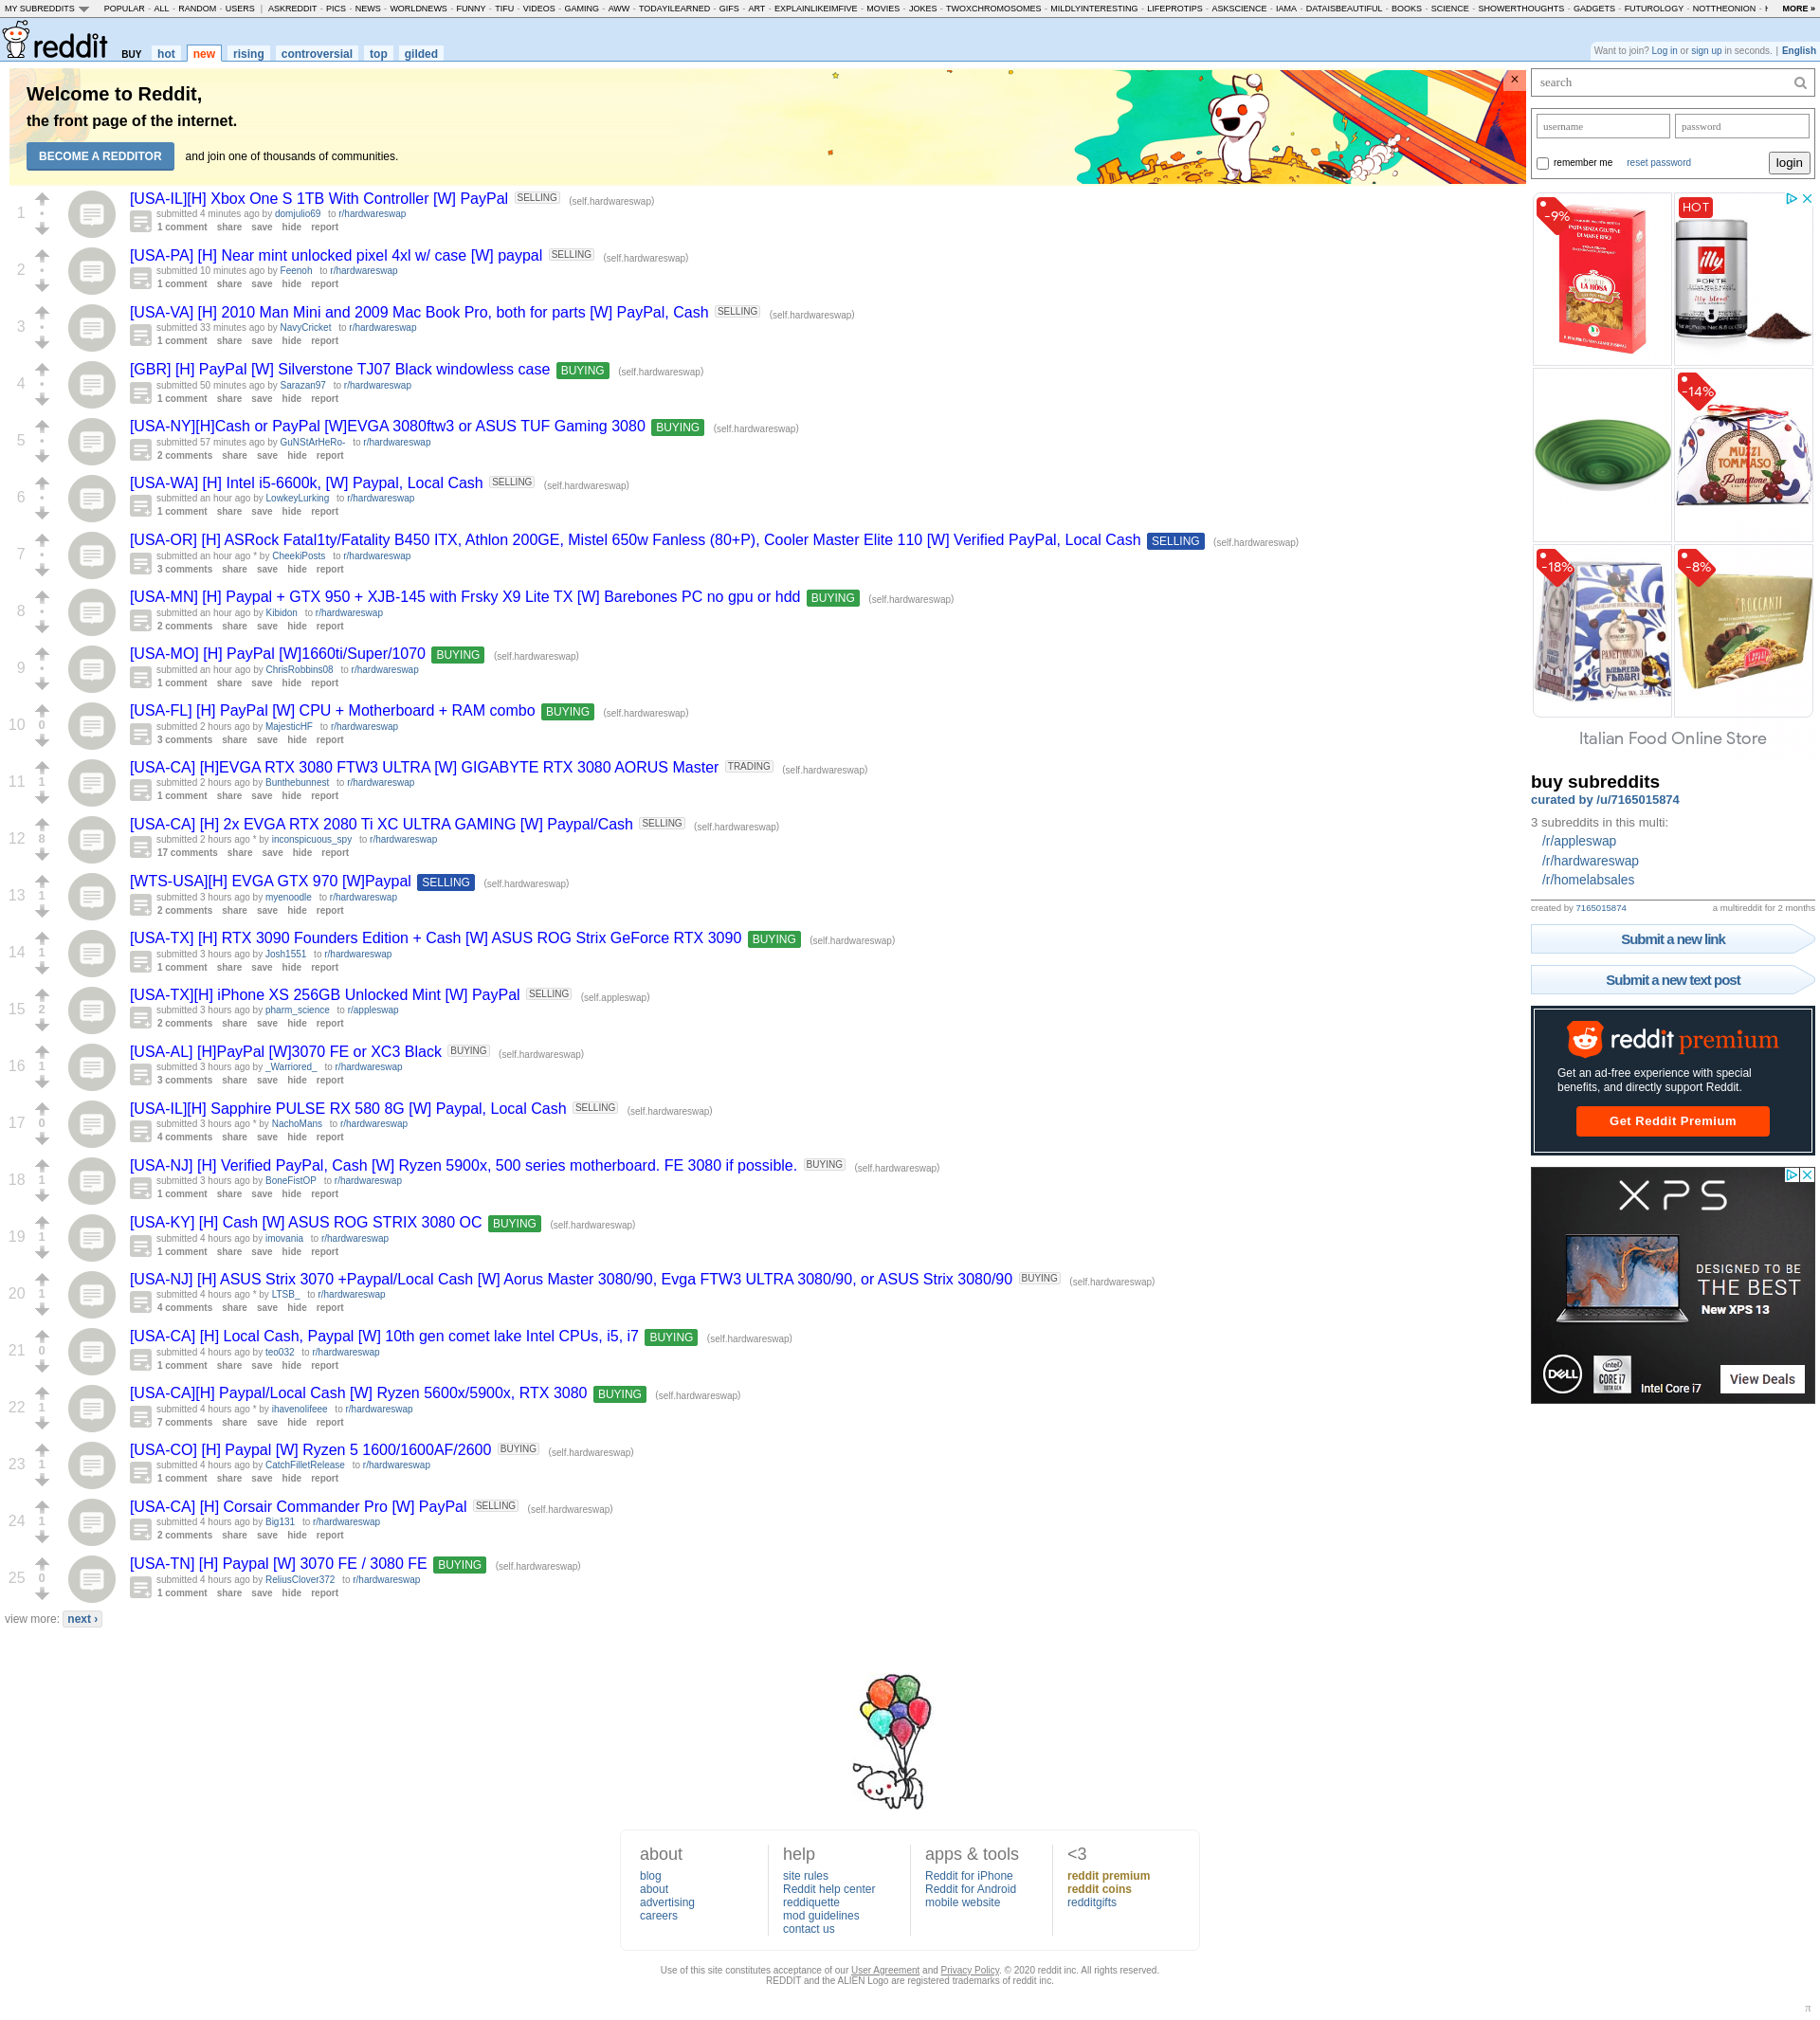 MY SUBREDDITS POPULAR - ALL - RANDOM - USERS | ASKREDDIT - PICS - NEWS - WORLDNEWS - FUNNY - TIFU - VIDEOS - GAMING - AWW - TODAYILEARNED - GIFS - ART - EXPLAINLIKEIMFIVE - MOVIES - JOKES - TWOXCHROMOSOMES - MILDLYINTERESTING - LIFEPROTIPS - ASKSCIENCE - IAMA - DATAISBEAUTIFUL - BOOKS - SCIENCE - SHOWERTHOUGHTS - GADGETS - FUTUROLOGY - NOTTHEONION - MORE »
reddit BUY hot new rising controversial top gilded
Want to join? Log in or sign up in seconds. | English
Welcome to Reddit,
the front page of the internet.
BECOME A REDDITOR and join one of thousands of communities.
×
1
[USA-IL][H] Xbox One S 1TB With Controller [W] PayPal SELLING (self.hardwareswap)
submitted 4 minutes ago by domjulio69 to r/hardwareswap
1 comment share save hide report
2
[USA-PA] [H] Near mint unlocked pixel 4xl w/ case [W] paypal SELLING (self.hardwareswap)
submitted 10 minutes ago by Feenoh to r/hardwareswap
1 comment share save hide report
3
[USA-VA] [H] 2010 Man Mini and 2009 Mac Book Pro, both for parts [W] PayPal, Cash SELLING (self.hardwareswap)
submitted 33 minutes ago by NavyCricket to r/hardwareswap
1 comment share save hide report
4
[GBR] [H] PayPal [W] Silverstone TJ07 Black windowless case BUYING (self.hardwareswap)
submitted 50 minutes ago by Sarazan97 to r/hardwareswap
1 comment share save hide report
5
[USA-NY][H]Cash or PayPal [W]EVGA 3080ftw3 or ASUS TUF Gaming 3080 BUYING (self.hardwareswap)
submitted 57 minutes ago by GuNStArHeRo- to r/hardwareswap
2 comments share save hide report
6
[USA-WA] [H] Intel i5-6600k, [W] Paypal, Local Cash SELLING (self.hardwareswap)
submitted an hour ago by LowkeyLurking to r/hardwareswap
1 comment share save hide report
7
[USA-OR] [H] ASRock Fatal1ty/Fatality B450 ITX, Athlon 200GE, Mistel 650w Fanless (80+P), Cooler Master Elite 110 [W] Verified PayPal, Local Cash SELLING (self.hardwareswap)
submitted an hour ago * by CheekiPosts to r/hardwareswap
3 comments share save hide report
8
[USA-MN] [H] Paypal + GTX 950 + XJB-145 with Frsky X9 Lite TX [W] Barebones PC no gpu or hdd BUYING (self.hardwareswap)
submitted an hour ago by Kibidon to r/hardwareswap
2 comments share save hide report
9
[USA-MO] [H] PayPal [W]1660ti/Super/1070 BUYING (self.hardwareswap)
submitted an hour ago by ChrisRobbins08 to r/hardwareswap
1 comment share save hide report
10 0
[USA-FL] [H] PayPal [W] CPU + Motherboard + RAM combo BUYING (self.hardwareswap)
submitted 2 hours ago by MajesticHF to r/hardwareswap
3 comments share save hide report
11 1
[USA-CA] [H]EVGA RTX 3080 FTW3 ULTRA [W] GIGABYTE RTX 3080 AORUS Master TRADING (self.hardwareswap)
submitted 2 hours ago by Bunthebunnest to r/hardwareswap
1 comment share save hide report
12 8
[USA-CA] [H] 2x EVGA RTX 2080 Ti XC ULTRA GAMING [W] Paypal/Cash SELLING (self.hardwareswap)
submitted 2 hours ago * by inconspicuous_spy to r/hardwareswap
17 comments share save hide report
13 1
[WTS-USA][H] EVGA GTX 970 [W]Paypal SELLING (self.hardwareswap)
submitted 3 hours ago by myenoodle to r/hardwareswap
2 comments share save hide report
14 1
[USA-TX] [H] RTX 3090 Founders Edition + Cash [W] ASUS ROG Strix GeForce RTX 3090 BUYING (self.hardwareswap)
submitted 3 hours ago by Josh1551 to r/hardwareswap
1 comment share save hide report
15 2
[USA-TX][H] iPhone XS 256GB Unlocked Mint [W] PayPal SELLING (self.appleswap)
submitted 3 hours ago by pharm_science to r/appleswap
2 comments share save hide report
16 1
[USA-AL] [H]PayPal [W]3070 FE or XC3 Black BUYING (self.hardwareswap)
submitted 3 hours ago by _Warriored_ to r/hardwareswap
3 comments share save hide report
17 0
[USA-IL][H] Sapphire PULSE RX 580 8G [W] Paypal, Local Cash SELLING (self.hardwareswap)
submitted 3 hours ago * by NachoMans to r/hardwareswap
4 comments share save hide report
18 1
[USA-NJ] [H] Verified PayPal, Cash [W] Ryzen 5900x, 500 series motherboard. FE 3080 if possible. BUYING (self.hardwareswap)
submitted 3 hours ago by BoneFistOP to r/hardwareswap
1 comment share save hide report
19 1
[USA-KY] [H] Cash [W] ASUS ROG STRIX 3080 OC BUYING (self.hardwareswap)
submitted 4 hours ago by imovania to r/hardwareswap
1 comment share save hide report
20 1
[USA-NJ] [H] ASUS Strix 3070 +Paypal/Local Cash [W] Aorus Master 3080/90, Evga FTW3 ULTRA 3080/90, or ASUS Strix 3080/90 BUYING (self.hardwareswap)
submitted 4 hours ago * by LTSB_ to r/hardwareswap
4 comments share save hide report
21 0
[USA-CA] [H] Local Cash, Paypal [W] 10th gen comet lake Intel CPUs, i5, i7 BUYING (self.hardwareswap)
submitted 4 hours ago by teo032 to r/hardwareswap
1 comment share save hide report
22 1
[USA-CA][H] Paypal/Local Cash [W] Ryzen 5600x/5900x, RTX 3080 BUYING (self.hardwareswap)
submitted 4 hours ago * by ihavenolifeee to r/hardwareswap
7 comments share save hide report
23 1
[USA-CO] [H] Paypal [W] Ryzen 5 1600/1600AF/2600 BUYING (self.hardwareswap)
submitted 4 hours ago by CatchFilletRelease to r/hardwareswap
1 comment share save hide report
24 1
[USA-CA] [H] Corsair Commander Pro [W] PayPal SELLING (self.hardwareswap)
submitted 4 hours ago by Big131 to r/hardwareswap
2 comments share save hide report
25 0
[USA-TN] [H] Paypal [W] 3070 FE / 3080 FE BUYING (self.hardwareswap)
submitted 4 hours ago by ReliusClover372 to r/hardwareswap
1 comment share save hide report
view more: next ›
search
username password
remember me reset password login
-9% HOT
PASTA SENZA GLUTINE
DI MAIS E RISO
LA ROSA
illy
FORTE
-14%
MUZZI
TOMMASO
Panettone
-18% -8%
PANETTONCINO
FABBRI
CROCCANTI
Italian Food Online Store
buy subreddits
curated by /u/7165015874
3 subreddits in this multi:
/r/appleswap
/r/hardwareswap
/r/homelabsales
created by 7165015874 a multireddit for 2 months
Submit a new link
Submit a new text post
reddit premium
Get an ad-free experience with special
benefits, and directly support Reddit.
Get Reddit Premium
XPS
DESIGNED TO BE
THE BEST
New XPS 13
DELL intel CORE i7 Intel Core i7 View Deals
about
blog
about
advertising
careers
help
site rules
Reddit help center
reddiquette
mod guidelines
contact us
apps & tools
Reddit for iPhone
Reddit for Android
mobile website
<3
reddit premium
reddit coins
redditgifts
Use of this site constitutes acceptance of our User Agreement and Privacy Policy. © 2020 reddit inc. All rights reserved.
REDDIT and the ALIEN Logo are registered trademarks of reddit inc.
π